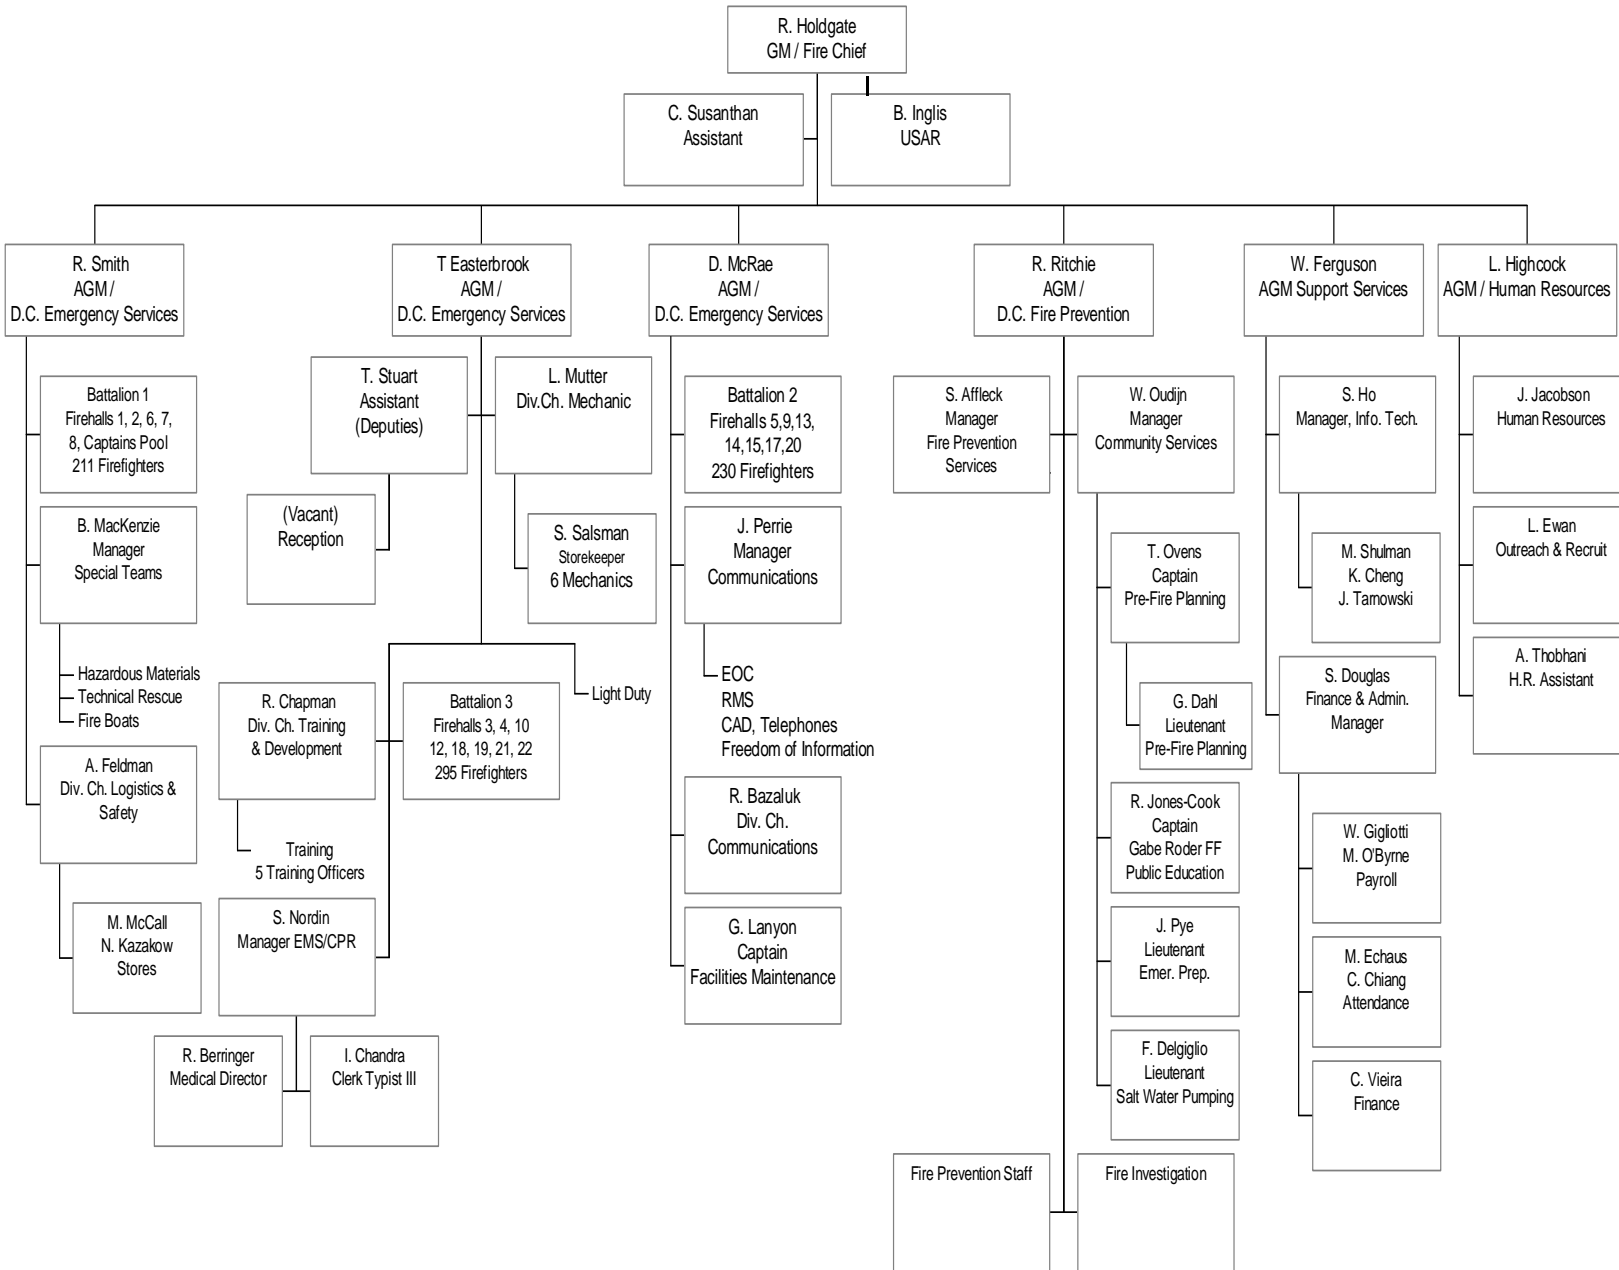 R. Holdgate
GM / Fire Chief
C. Susanthan
Assistant
B. Inglis
USAR
R. Smith
AGM /
D.C. Emergency Services
T Easterbrook
AGM /
D.C. Emergency Services
D. McRae
AGM /
D.C. Emergency Services
R. Ritchie
AGM /
D.C. Fire Prevention
W. Ferguson
AGM Support Services
L. Highcock
AGM / Human Resources
Battalion 1
Firehalls 1, 2, 6, 7,
8, Captains Pool
211 Firefighters
B. MacKenzie
Manager
Special Teams
Hazardous Materials
Technical Rescue
Fire Boats
A. Feldman
Div. Ch. Logistics &
Safety
M. McCall
N. Kazakow
Stores
T. Stuart
Assistant
(Deputies)
L. Mutter
Div.Ch. Mechanic
(Vacant)
Reception
S. Salsman
Storekeeper
6 Mechanics
Light Duty
R. Chapman
Div. Ch. Training
& Development
Battalion 3
Firehalls 3, 4, 10
12, 18, 19, 21, 22
295 Firefighters
Training
5 Training Officers
S. Nordin
Manager EMS/CPR
R. Berringer
Medical Director
I. Chandra
Clerk Typist III
Battalion 2
Firehalls 5,9,13,
14,15,17,20
230 Firefighters
J. Perrie
Manager
Communications
EOC
RMS
CAD, Telephones
Freedom of Information
R. Bazaluk
Div. Ch.
Communications
G. Lanyon
Captain
Facilities Maintenance
S. Affleck
Manager
Fire Prevention
Services
W. Oudijn
Manager
Community Services
T. Ovens
Captain
Pre-Fire Planning
G. Dahl
Lieutenant
Pre-Fire Planning
R. Jones-Cook
Captain
Gabe Roder FF
Public Education
J. Pye
Lieutenant
Emer. Prep.
F. Delgiglio
Lieutenant
Salt Water Pumping
Fire Prevention Staff
Fire Investigation
S. Ho
Manager, Info. Tech.
M. Shulman
K. Cheng
J. Tarnowski
S. Douglas
Finance & Admin.
Manager
W. Gigliotti
M. O'Byrne
Payroll
M. Echaus
C. Chiang
Attendance
C. Vieira
Finance
J. Jacobson
Human Resources
L. Ewan
Outreach & Recruit
A. Thobhani
H.R. Assistant